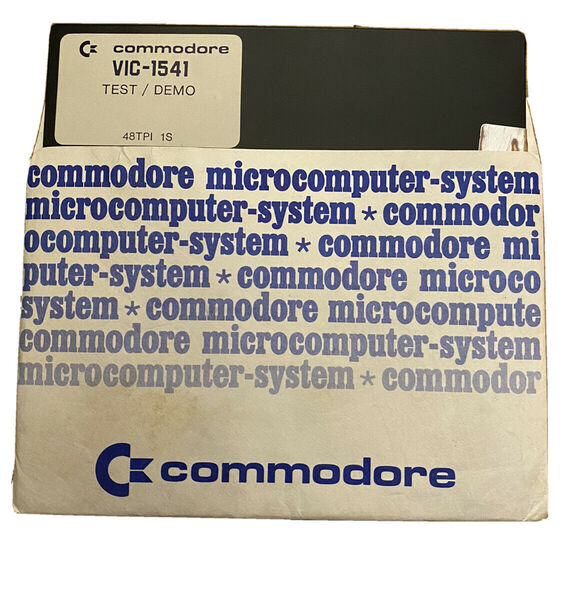 commodore
VIC-1541
TEST / DEMO
48TPI 1S
commodore microcomputer-system
microcomputer-system * commodor
ocomputer-system * commodore mi
puter-system * commodore microco
system * commodore microcompute
commodore microcomputer-system
microcomputer-system * commodor
commodore